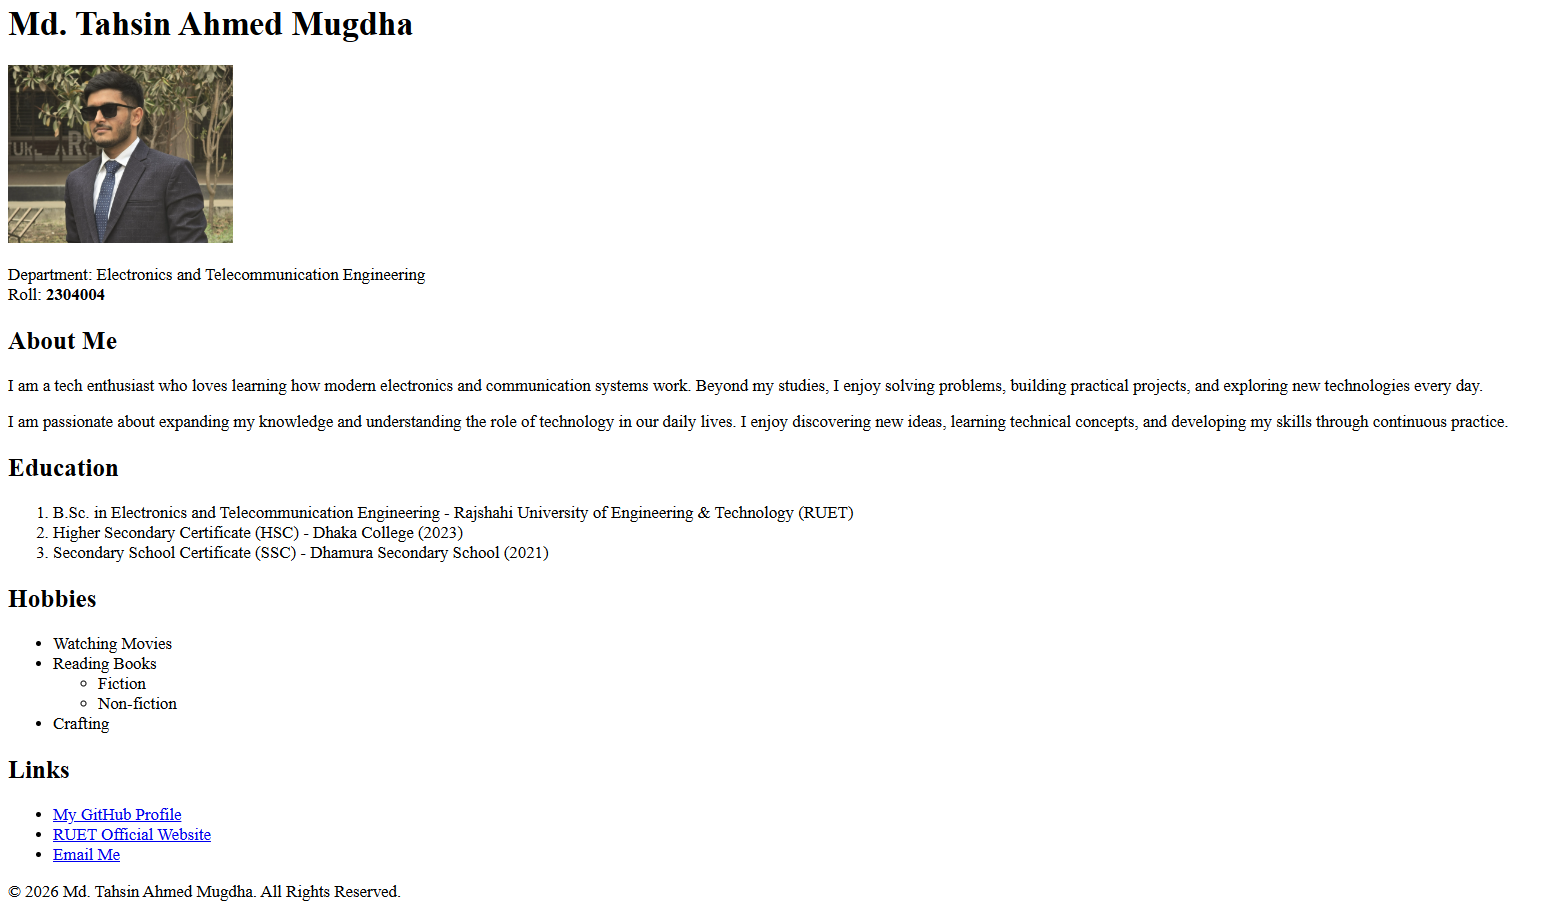 Md. Tahsin Ahmed Mugdha
Department: Electronics and Telecommunication Engineering
Roll: 2304004
About Me
I am a tech enthusiast who loves learning how modern electronics and communication systems work. Beyond my studies, I enjoy solving problems, building practical projects, and exploring new technologies every day.
I am passionate about expanding my knowledge and understanding the role of technology in our daily lives. I enjoy discovering new ideas, learning technical concepts, and developing my skills through continuous practice.
Education
1. B.Sc. in Electronics and Telecommunication Engineering - Rajshahi University of Engineering & Technology (RUET)
2. Higher Secondary Certificate (HSC) - Dhaka College (2023)
3. Secondary School Certificate (SSC) - Dhamura Secondary School (2021)
Hobbies
• Watching Movies
• Reading Books
◦ Fiction
◦ Non-fiction
• Crafting
Links
• My GitHub Profile
• RUET Official Website
• Email Me
© 2026 Md. Tahsin Ahmed Mugdha. All Rights Reserved.